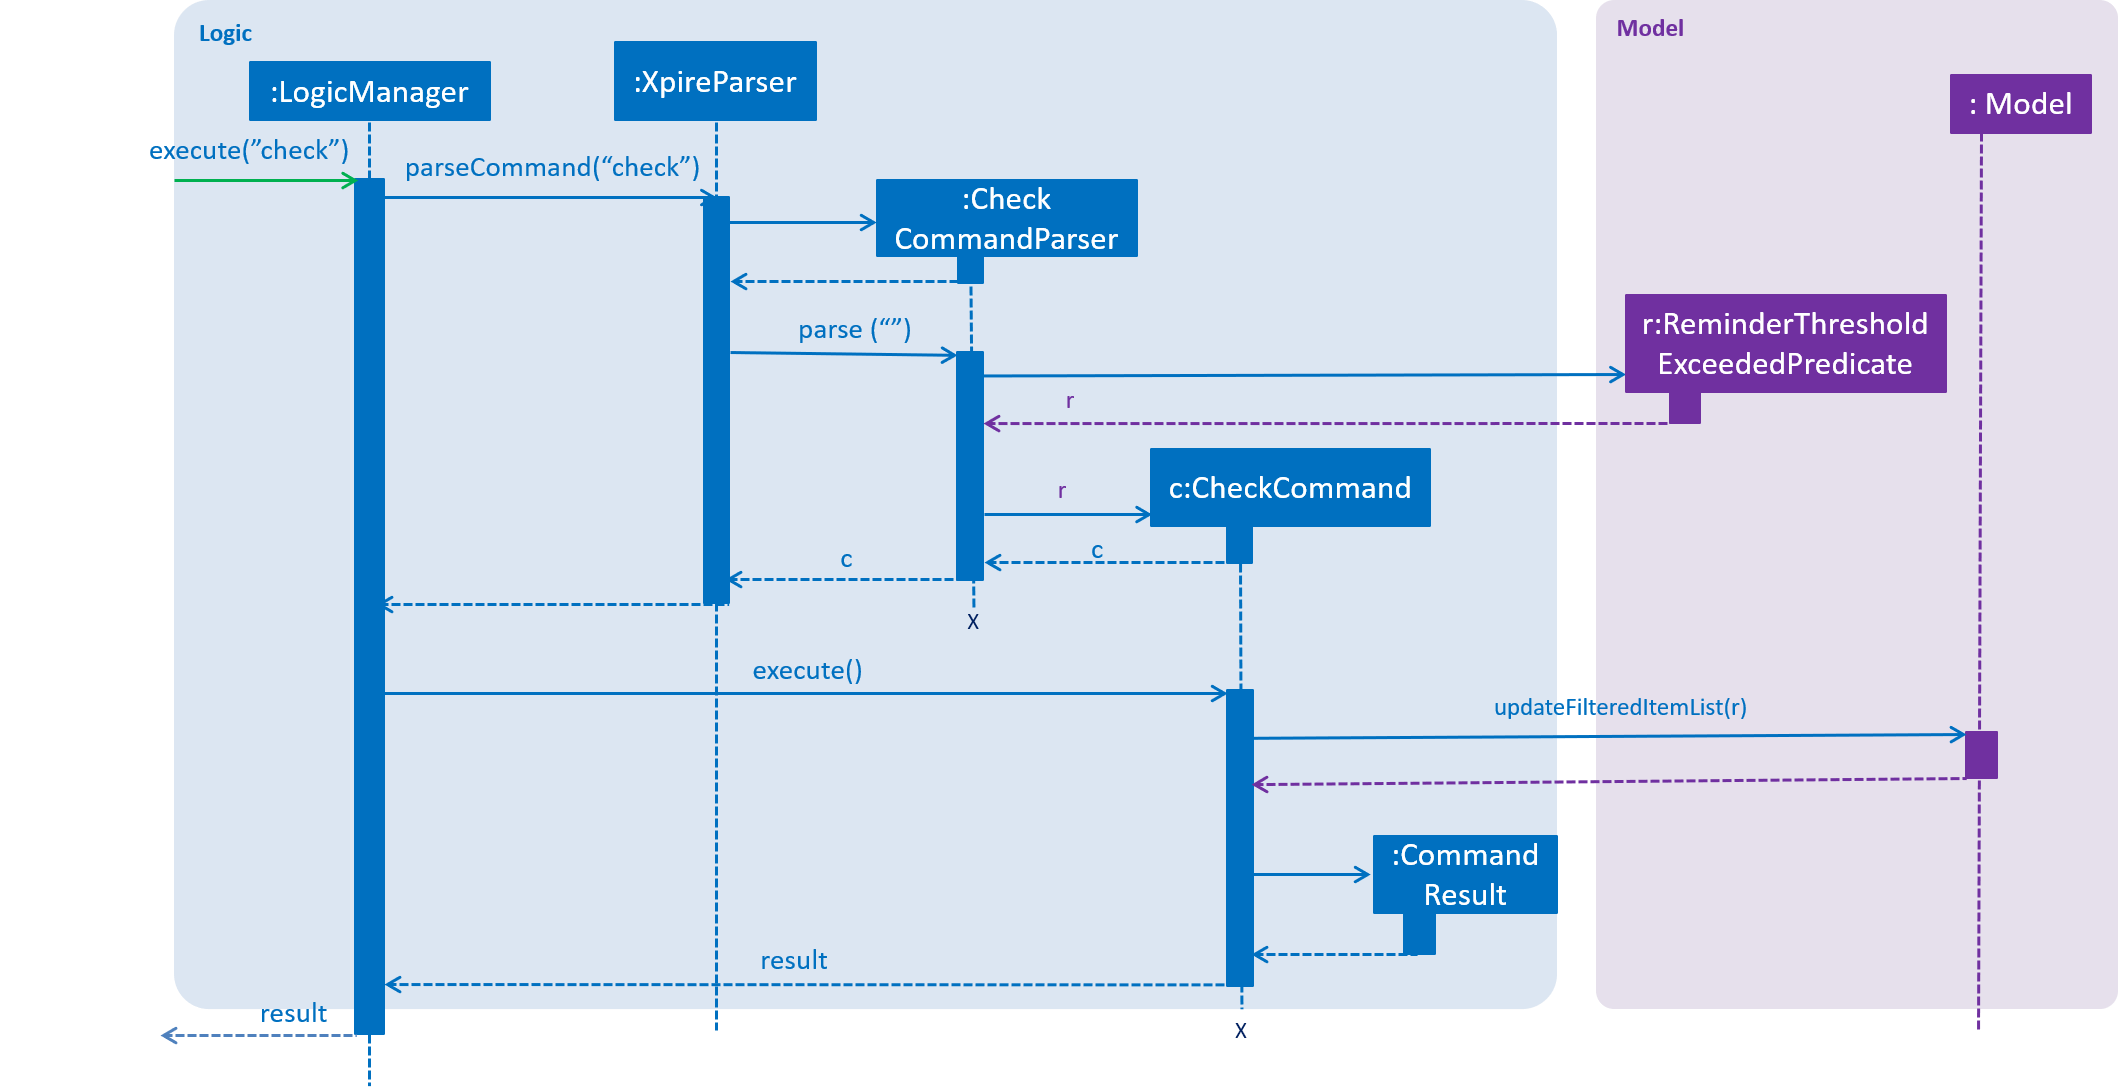 Logic
Model
:LogicManager
:XpireParser
: Model
execute(”check”)
parseCommand(“check”)
:Check
CommandParser
parse (“”)
r:ReminderThreshold
ExceededPredicate
r
c:CheckCommand
r
c
c
X
execute()
updateFilteredItemList(r)
:Command
Result
result
result
X